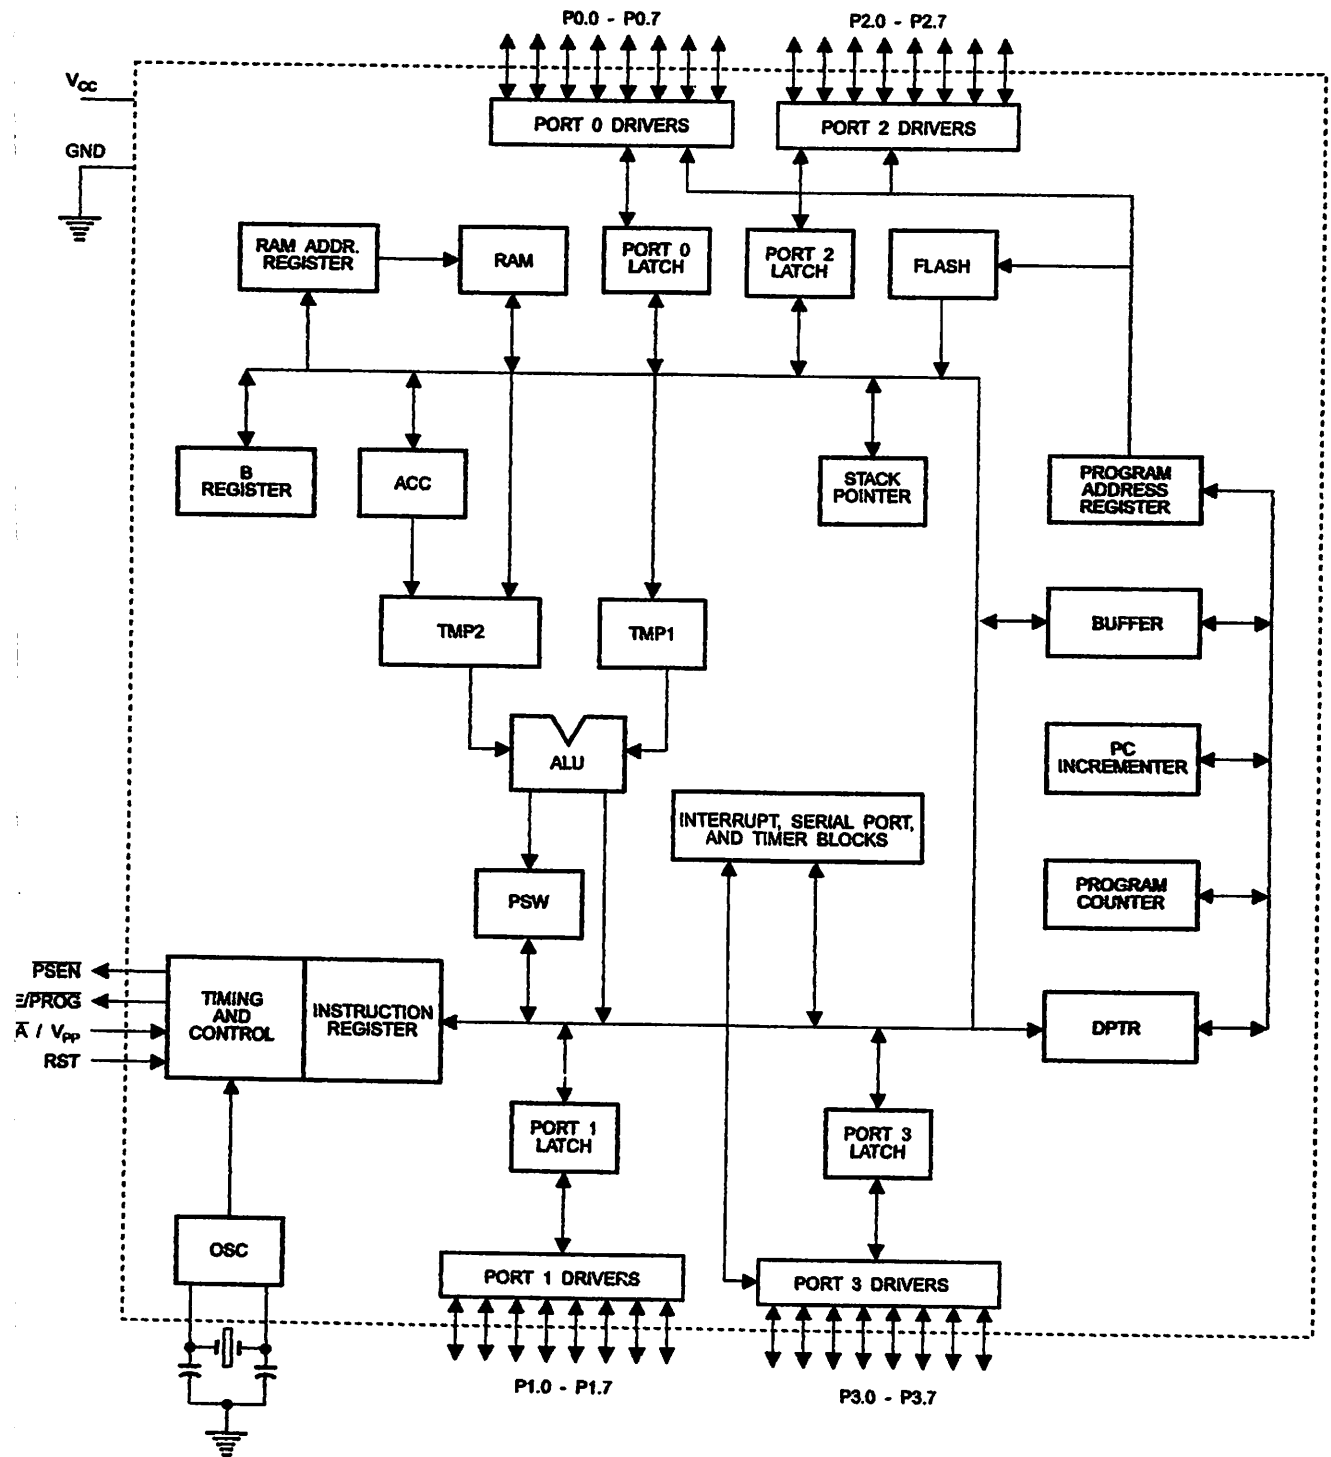 P0.0 - P0.7
P2.0 - P2.7
VCC
GND
PORT 0 DRIVERS
PORT 2 DRIVERS
RAM ADDR.
REGISTER
RAM
PORT 0
LATCH
PORT 2
LATCH
FLASH
B
REGISTER
ACC
STACK
POINTER
PROGRAM
ADDRESS
REGISTER
TMP2
TMP1
BUFFER
ALU
PC
INCREMENTER
INTERRUPT, SERIAL PORT,
AND TIMER BLOCKS
PSW
PROGRAM
COUNTER
PSEN
E/PROG
A / VPP
RST
TIMING
AND
CONTROL
INSTRUCTION
REGISTER
DPTR
PORT 1
LATCH
PORT 3
LATCH
OSC
PORT 1 DRIVERS
PORT 3 DRIVERS
P1.0 - P1.7
P3.0 - P3.7